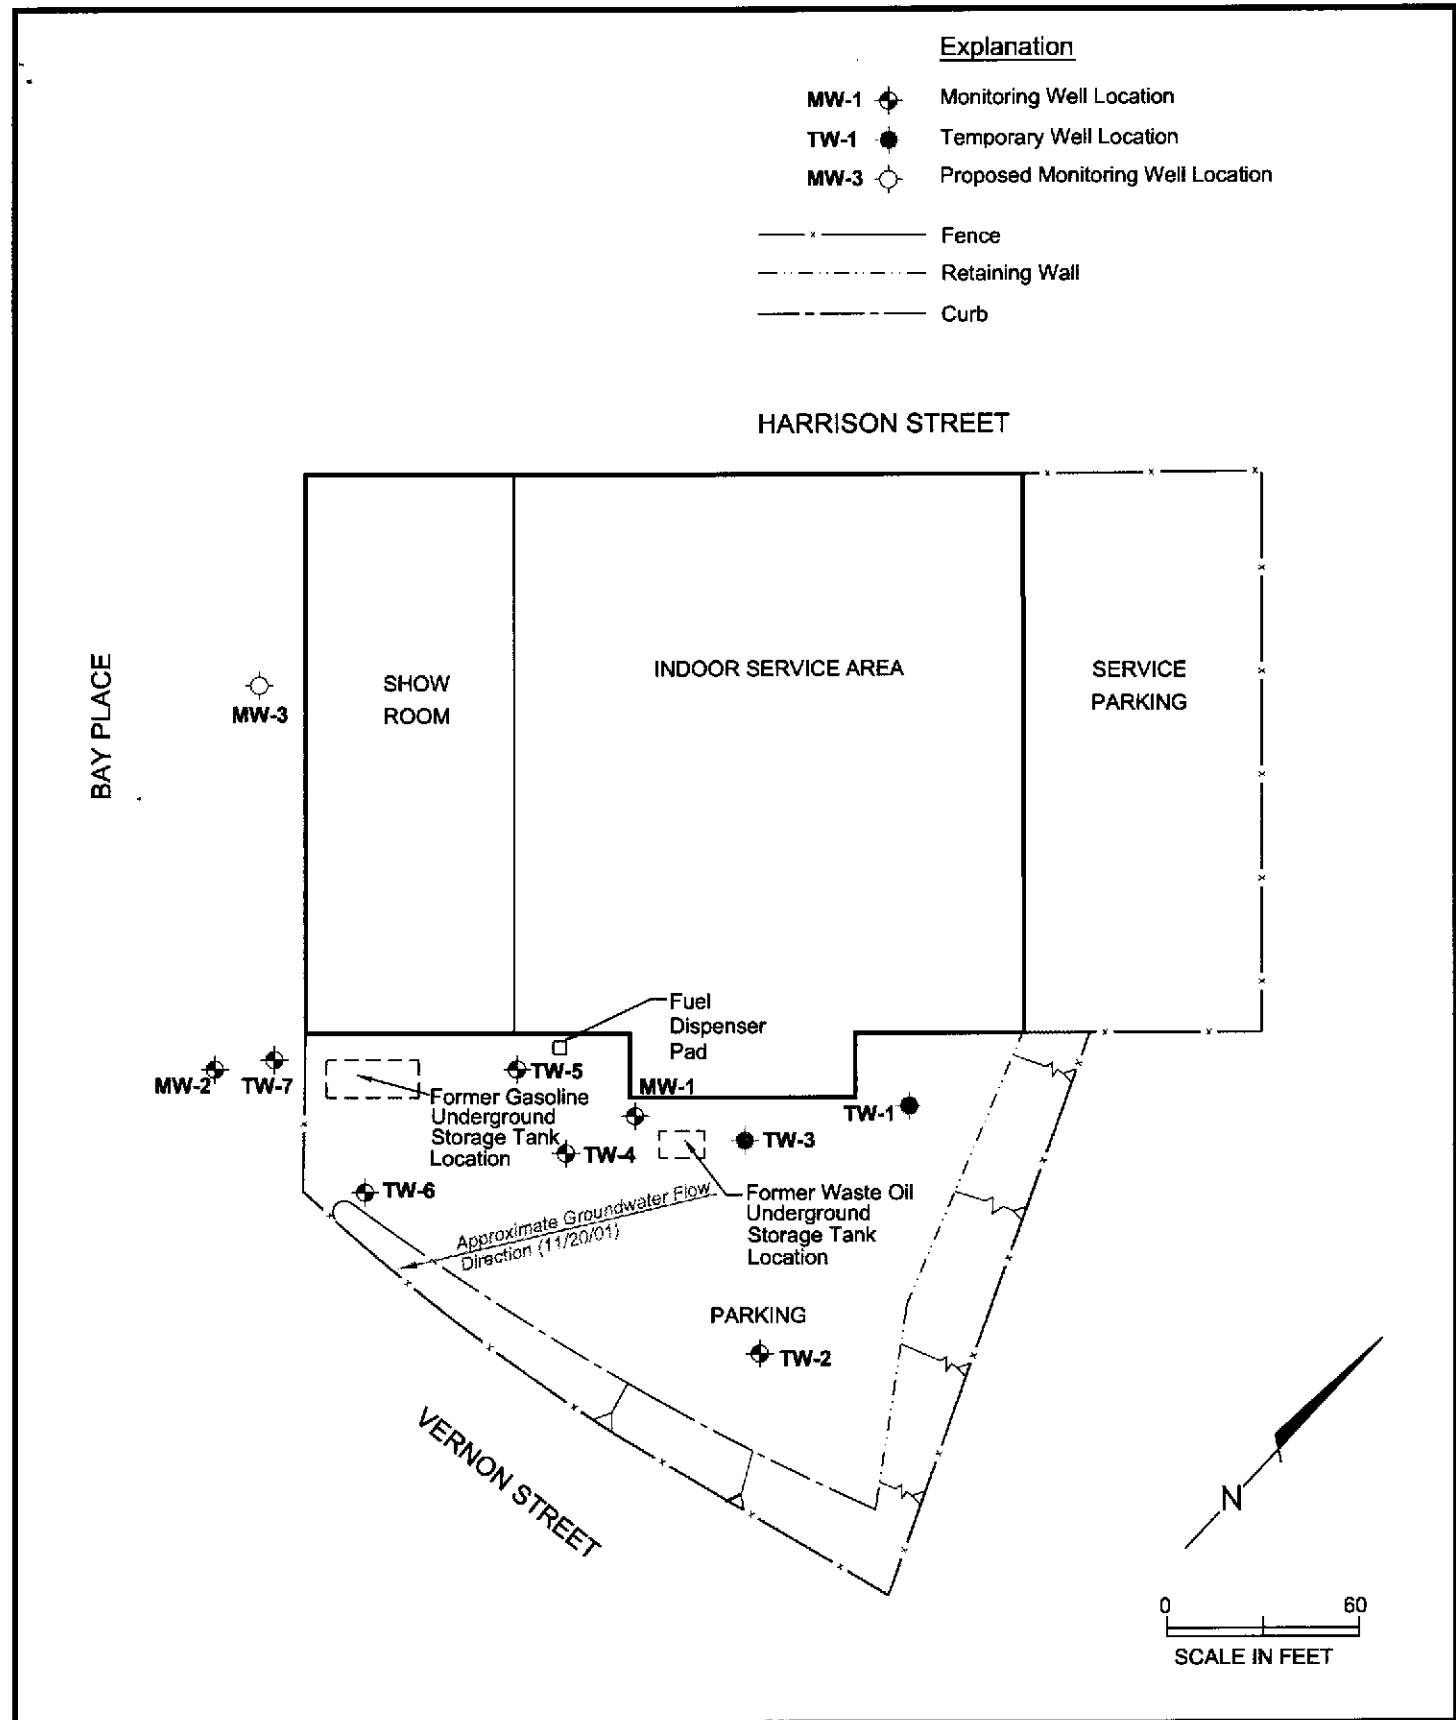 Explanation
MW-1 Monitoring Well Location
TW-1 Temporary Well Location
MW-3 Proposed Monitoring Well Location
x Fence
Retaining Wall
Curb
HARRISON STREET
BAY PLACE
MW-3
SHOW
ROOM
INDOOR SERVICE AREA
SERVICE
PARKING
Fuel
Dispenser
Pad
MW-2
TW-7
TW-5
MW-1
Former Gasoline
Underground
Storage Tank
Location
TW-4
TW-3
TW-1
TW-6
Approximate Groundwater Flow
Direction (11/20/01)
Former Waste Oil
Underground
Storage Tank
Location
PARKING
TW-2
VERNON STREET
N
0 60
SCALE IN FEET